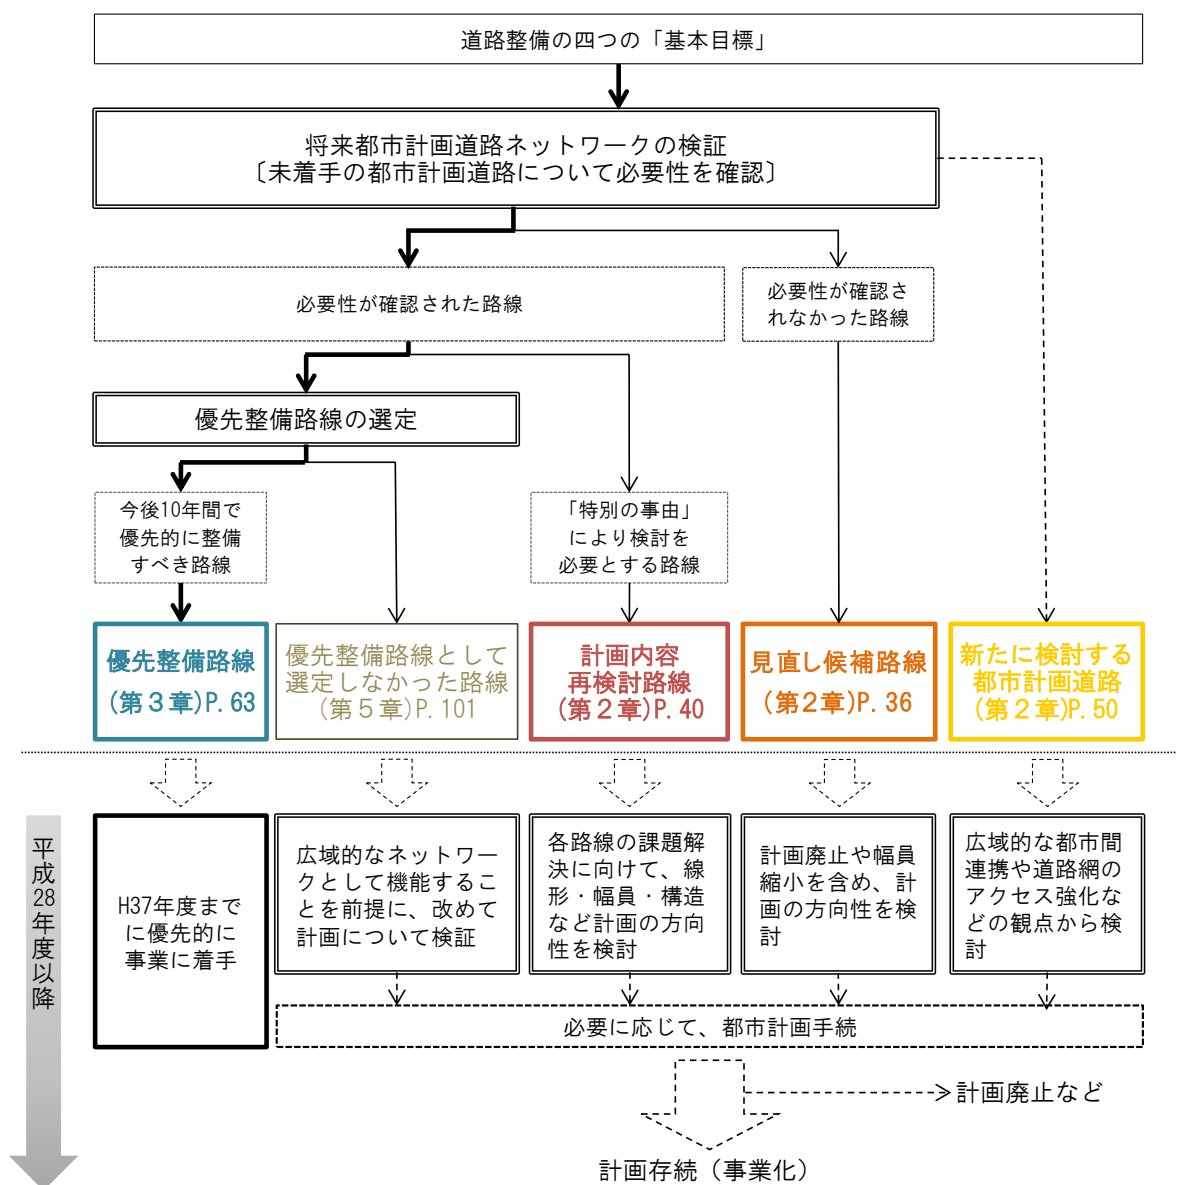 道路整備の四つの「基本目標」
将来都市計画道路ネットワークの検証
〔未着手の都市計画道路について必要性を確認〕
必要性が確認された路線
必要性が確認さ
れなかった路線
優先整備路線の選定
今後10年間で
優先的に整備
すべき路線
「特別の事由」
により検討を
必要とする路線
優先整備路線
(第３章)P. 63
優先整備路線として
選定しなかった路線
(第５章)P. 101
計画内容
再検討路線
(第２章)P. 40
見直し候補路線
(第2章)P. 36
新たに検討する
都市計画道路
(第２章)P. 50
平成28年度以降
H37年度まで
に優先的に
事業に着手
広域的なネットワー
クとして機能するこ
とを前提に、改めて
計画について検証
各路線の課題解
決に向けて、線
形・幅員・構造
など計画の方向
性を検討
計画廃止や幅員
縮小を含め、計
画の方向性を検
討
広域的な都市間
連携や道路網の
アクセス強化な
どの観点から検
討
必要に応じて、都市計画手続
計画廃止など
計画存続（事業化）